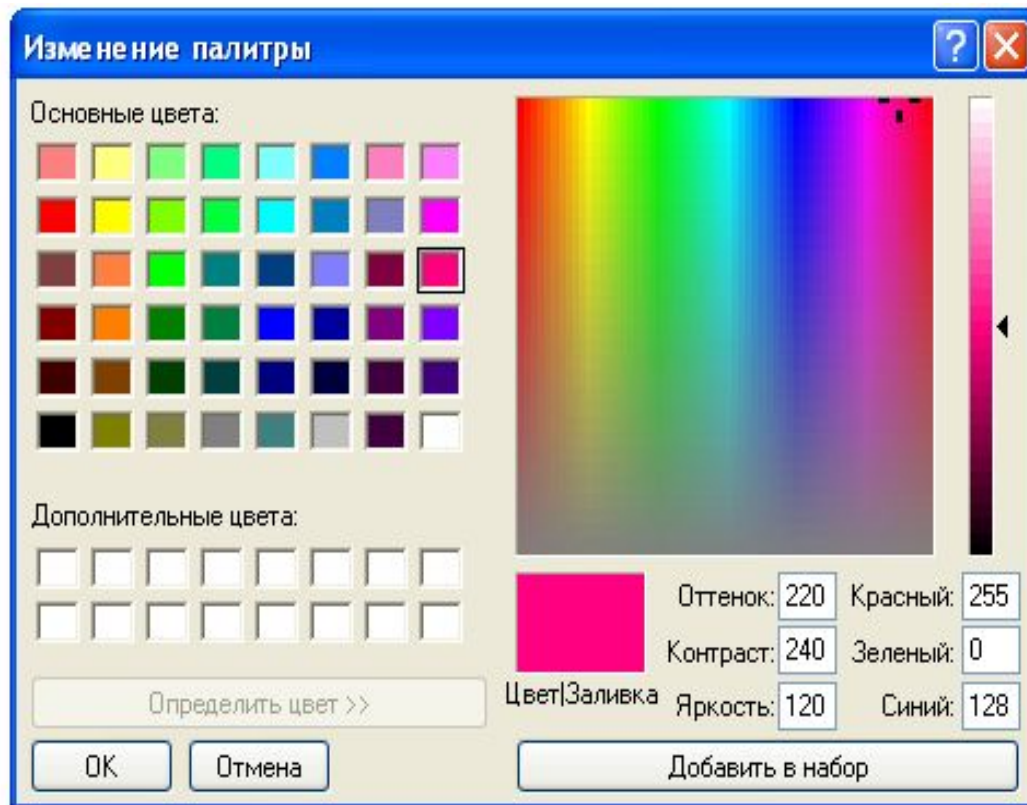 Изменение палитры
?
Основные цвета:
Дополнительные цвета:
Определить цвет >>
OK
Отмена
Цвет|Заливка
Оттенок: 220
Красный: 255
Контраст: 240
Зеленый: 0
Яркость: 120
Синий: 128
Добавить в набор